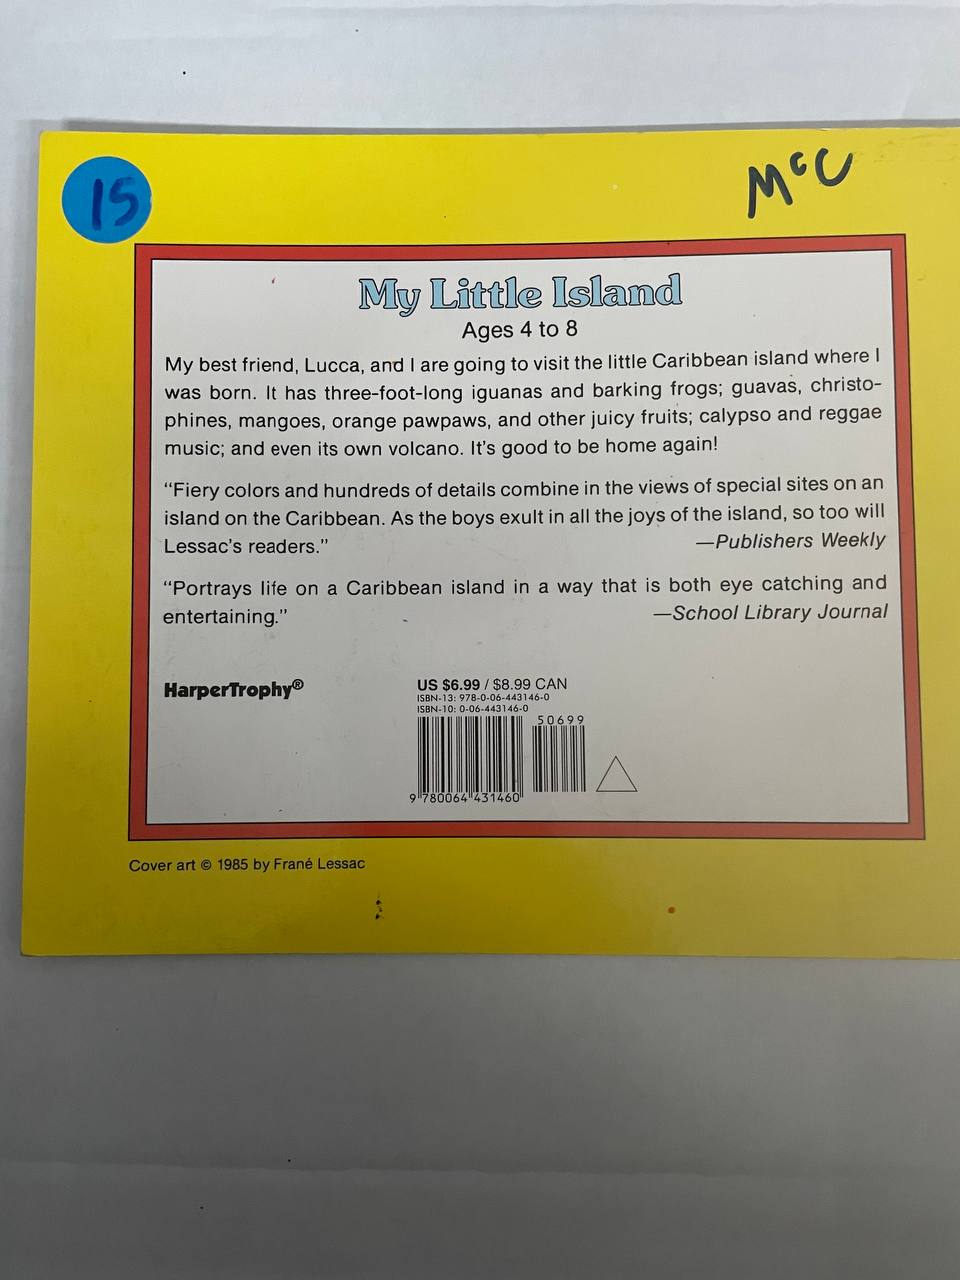 15
McC
My Little Island
Ages 4 to 8
My best friend, Lucca, and I are going to visit the little Caribbean island where I
was born. It has three-foot-long iguanas and barking frogs; guavas, christo-
phines, mangoes, orange pawpaws, and other juicy fruits; calypso and reggae
music; and even its own volcano. It's good to be home again!
“Fiery colors and hundreds of details combine in the views of special sites on an
island on the Caribbean. As the boys exult in all the joys of the island, so too will
Lessac's readers.” —Publishers Weekly
“Portrays life on a Caribbean island in a way that is both eye catching and
entertaining.” —School Library Journal
HarperTrophy®
US $6.99 / $8.99 CAN
ISBN-13: 978-0-06-443146-0
ISBN-10: 0-06-443146-0
50699
9 780064 431460
Cover art © 1985 by Frané Lessac